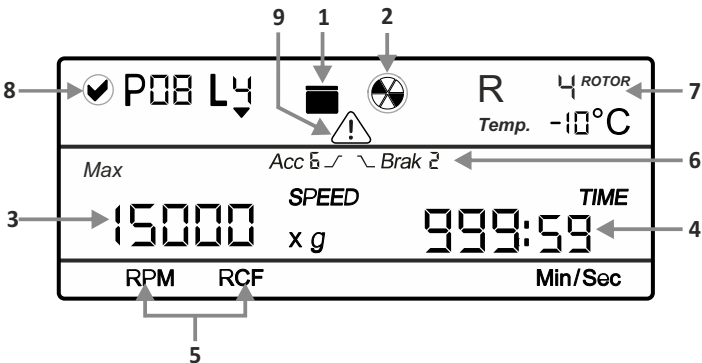 9 1 2
8 P08 L4 R 4 ROTOR 7
Temp. -10°C
Max Acc 6 Brak 2 6
SPEED TIME
3 15000 x g 999:59 4
RPM RCF Min/Sec
5